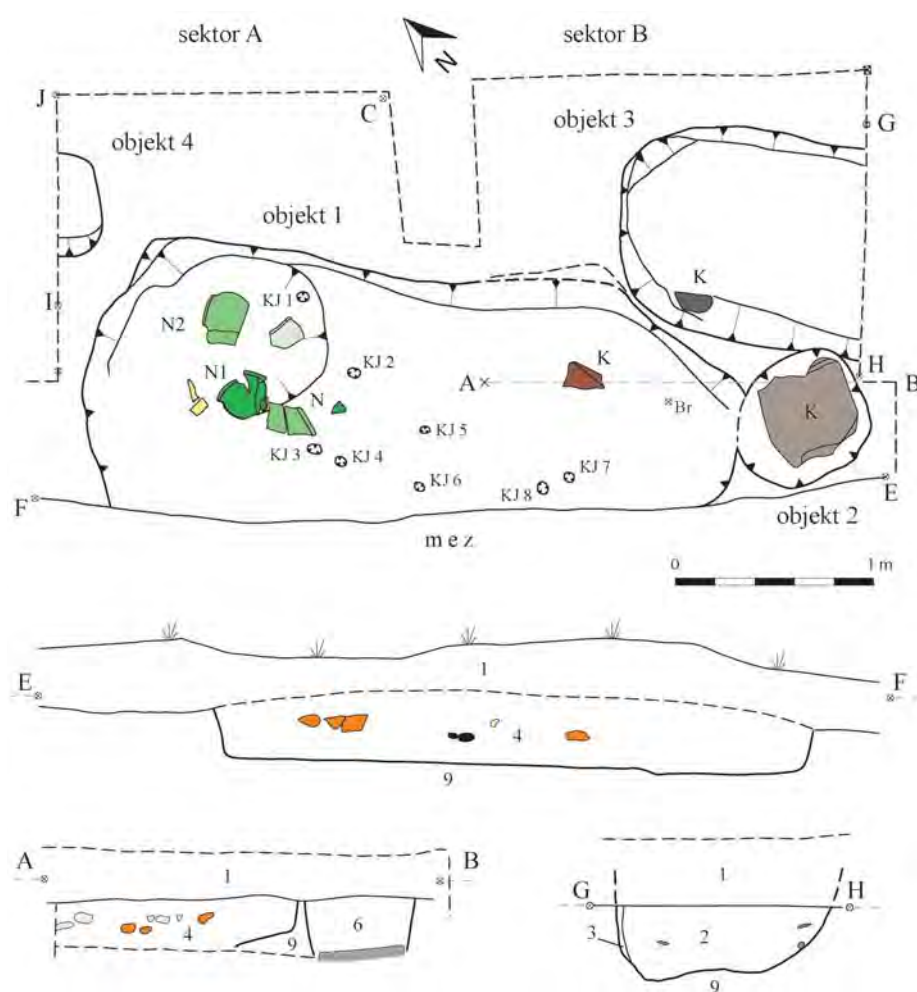 sektor A
sektor B
N
J
C
G
objekt 4
objekt 3
objekt 1
I
KJ 1
K
N2
N1
KJ 2
K
H
B
A
N
Br
K
KJ 5
KJ 3
KJ 4
KJ 6
KJ 7
KJ 8
F
E
mez
objekt 2
0
1 m
1
E
F
4
9
A
B
1
1
G
H
4
6
9
2
3
9